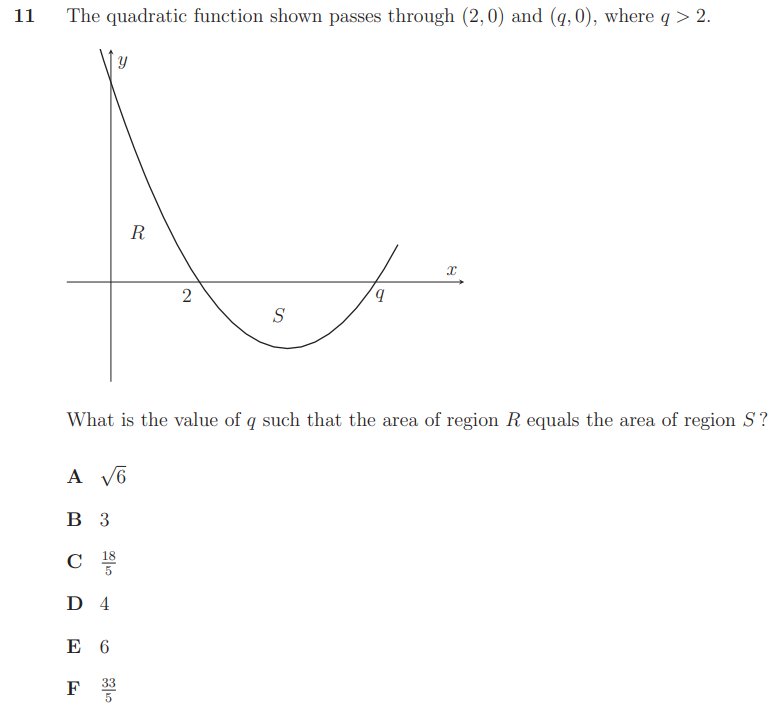 11 The quadratic function shown passes through (2, 0) and (q, 0), where q > 2.
y
R
x
2 q
S
What is the value of q such that the area of region R equals the area of region S?
A √6
B 3
C 18/5
D 4
E 6
F 33/5